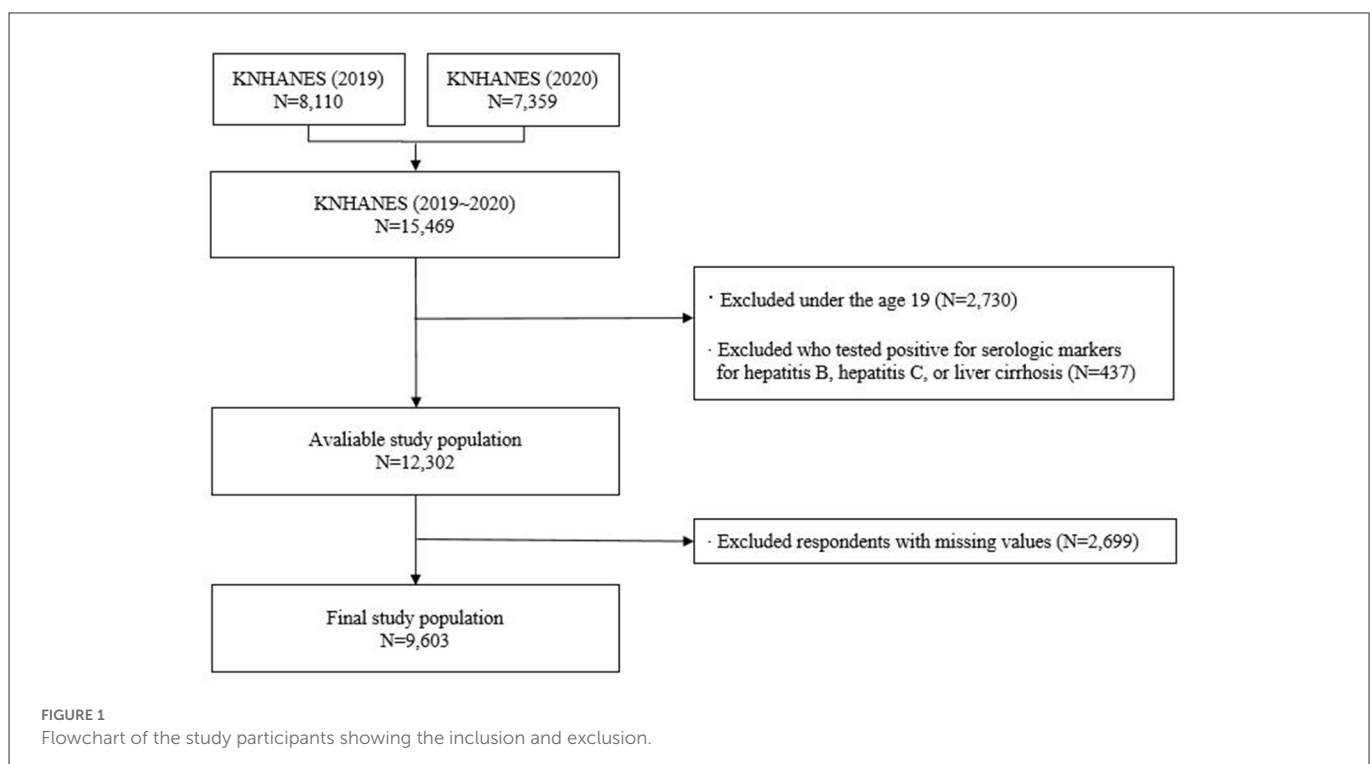 KNHANES (2019)
N=8,110
KNHANES (2020)
N=7,359
KNHANES (2019~2020)
N=15,469
· Excluded under the age 19 (N=2,730)
· Excluded who tested positive for serologic markers
for hepatitis B, hepatitis C, or liver cirrhosis (N=437)
Avaliable study population
N=12,302
· Excluded respondents with missing values (N=2,699)
Final study population
N=9,603
FIGURE 1
Flowchart of the study participants showing the inclusion and exclusion.